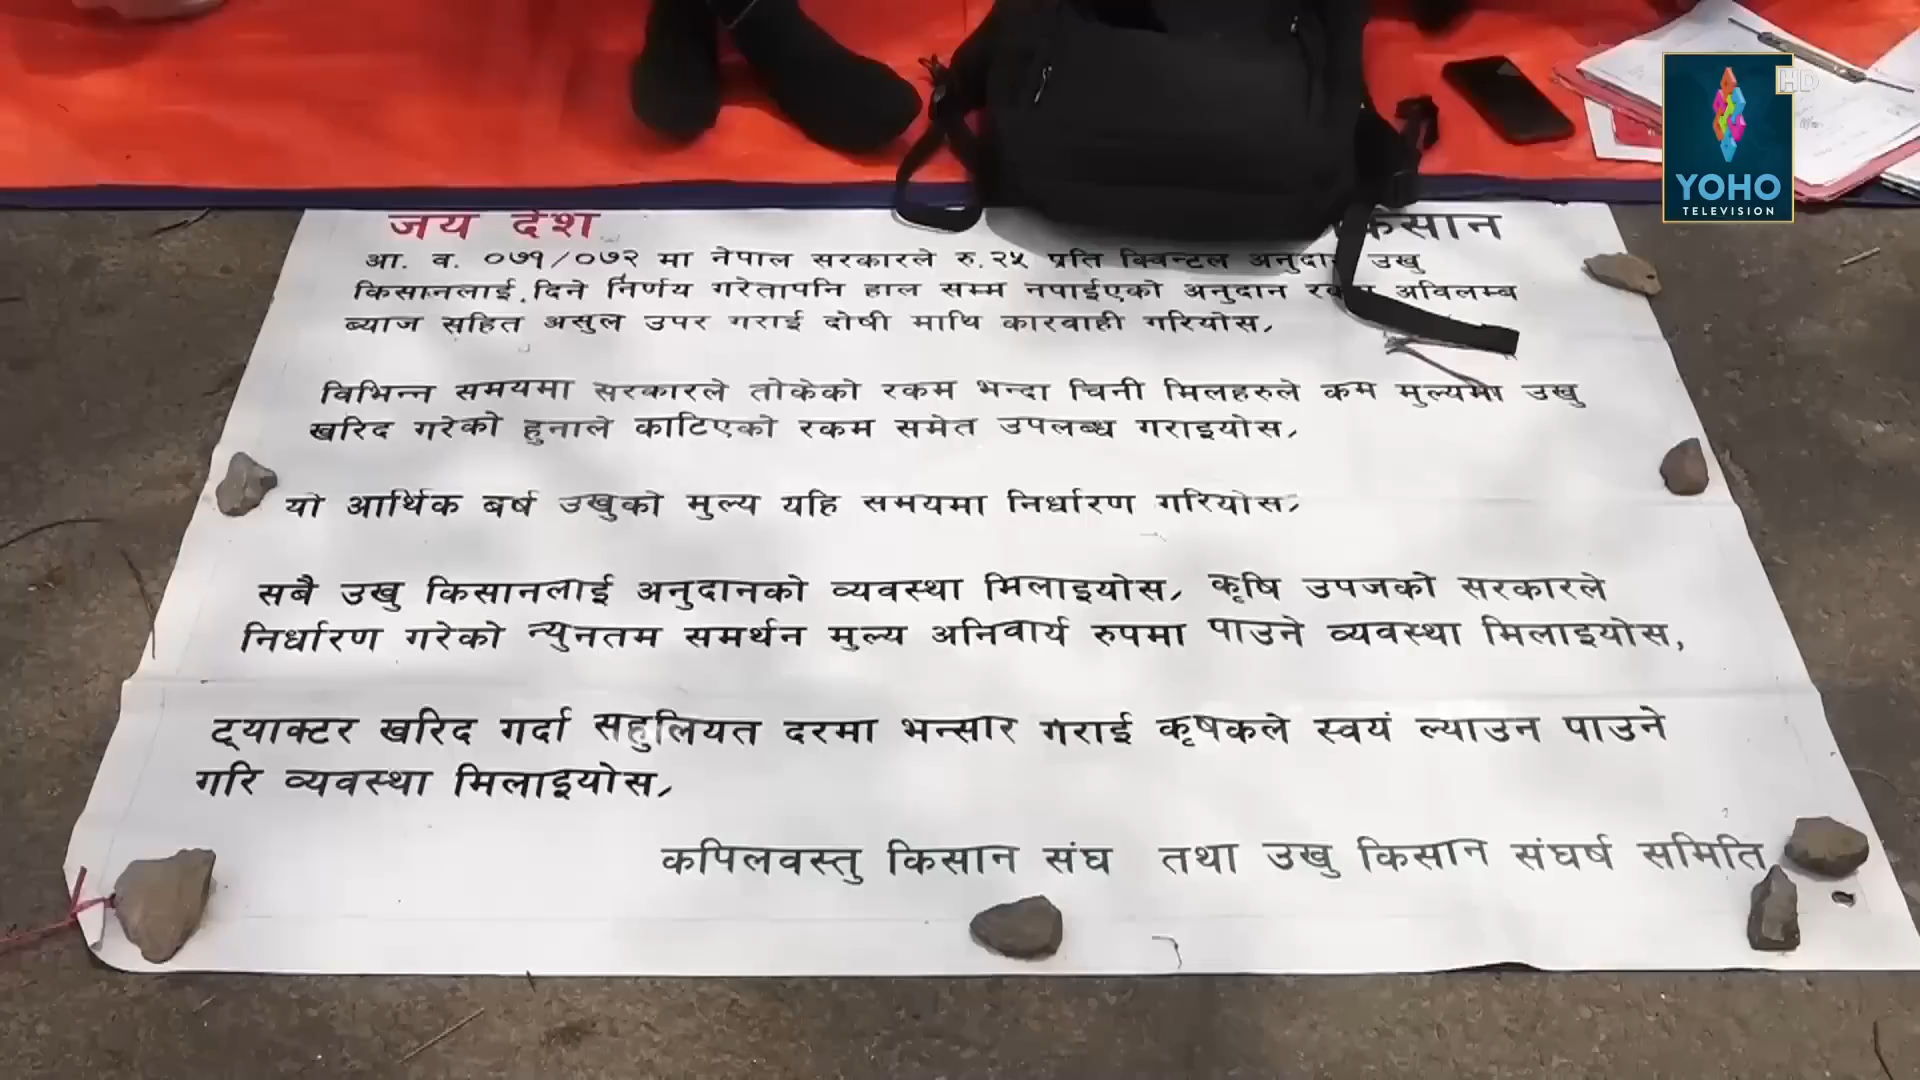 HD
YOHO
TELEVISION
जय देश
आ. व. ०७१/०७२ मा नेपाल सरकारले रु.२५ प्रति क्विन्टल अनुदान उखु
किसानलाई दिने निर्णय गरेतापनि हाल सम्म नपाईएको अनुदान रकम अविलम्ब
ब्याज सहित असुल उपर गराई दोषी माथि कारवाही गरियोस,
विभिन्न समयमा सरकारले तोकेको रकम भन्दा चिनी मिलहरुले कम मुल्यमा उखु
खरिद गरेको हुनाले काटिएको रकम समेत उपलब्ध गराइयोस,
यो आर्थिक बर्ष उखुको मुल्य यहि समयमा निर्धारण गरियोस,
सबै उखु किसानलाई अनुदानको व्यवस्था मिलाइयोस, कृषि उपजको सरकारले
निर्धारण गरेको न्युनतम समर्थन मुल्य अनिवार्य रुपमा पाउने व्यवस्था मिलाइयोस,
ट्याक्टर खरिद गर्दा सहुलियत दरमा भन्सार गराई कृषकले स्वयं ल्याउन पाउने
गरि व्यवस्था मिलाइयोस,
कपिलवस्तु किसान संघ तथा उखु किसान संघर्ष समिति